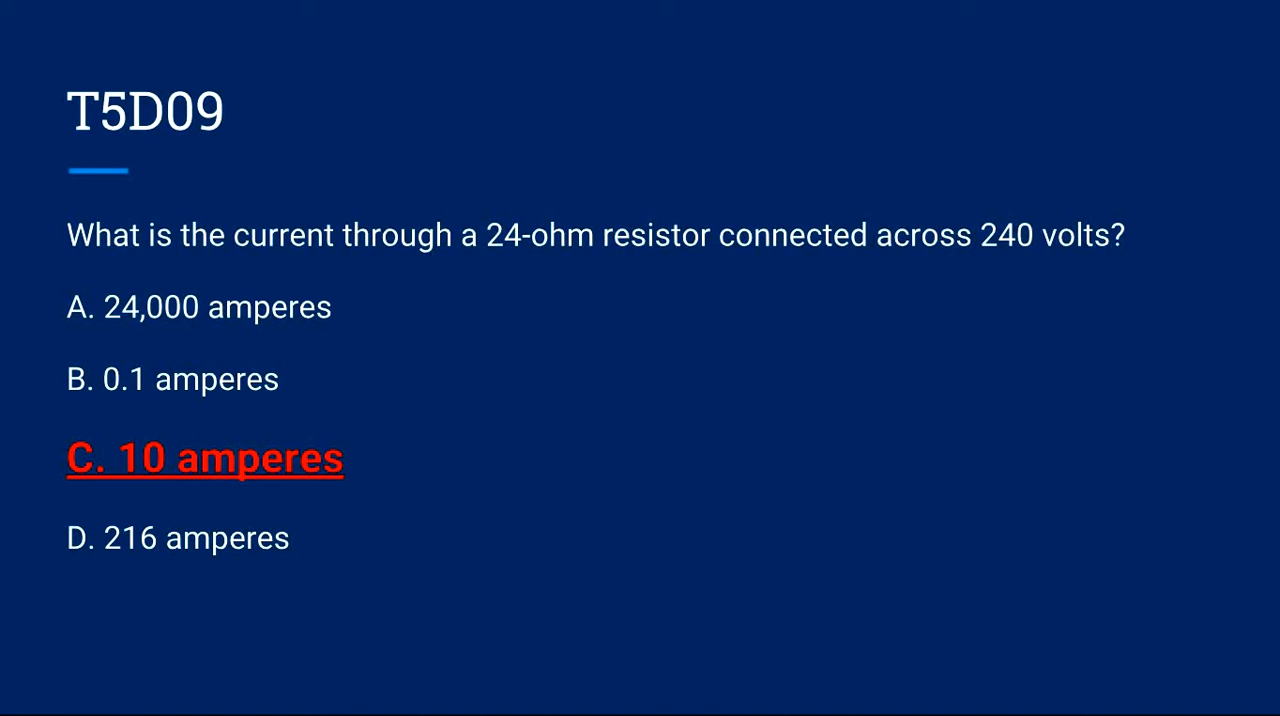 T5D09
What is the current through a 24-ohm resistor connected across 240 volts?
A. 24,000 amperes
B. 0.1 amperes
C. 10 amperes
D. 216 amperes